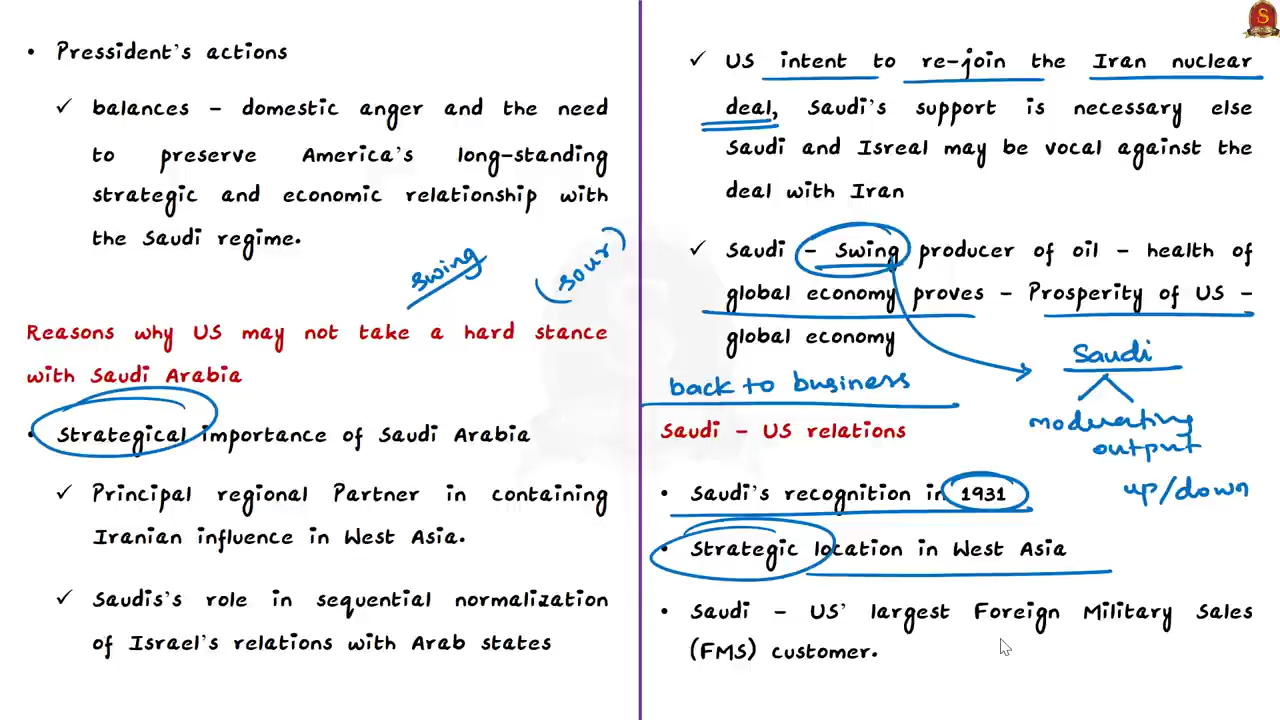 • Pressident's actions
✓ balances - domestic anger and the need
to preserve America's long-standing
strategic and economic relationship with
the Saudi regime.
swing
(sour)
Reasons why US may not take a hard stance
with Saudi Arabia
• Strategical importance of Saudi Arabia
✓ Principal regional Partner in containing
Iranian influence in West Asia.
✓ Saudis's role in sequential normalization
of Israel's relations with Arab states
✓ US intent to re-join the Iran nuclear
deal, Saudi's support is necessary else
Saudi and Isreal may be vocal against the
deal with Iran
✓ Saudi - Swing producer of oil - health of
global economy proves - Prosperity of US -
global economy
Saudi
moderating
output
up/down
back to business
Saudi - US relations
• Saudi's recognition in 1931
• Strategic location in West Asia
• Saudi - US' largest Foreign Military Sales
(FMS) customer.